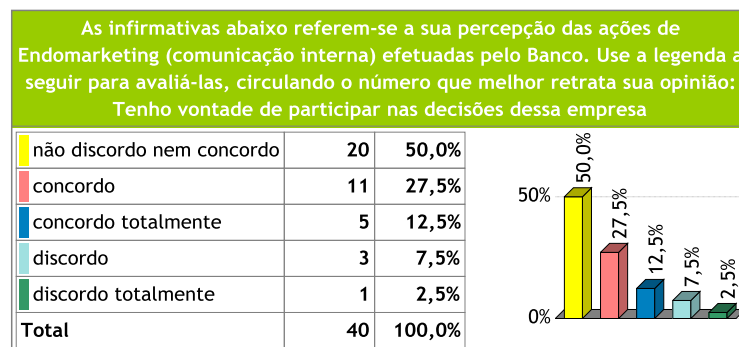 As infirmativas abaixo referem-se a sua percepção das ações de
Endomarketing (comunicação interna) efetuadas pelo Banco. Use a legenda a
seguir para avaliá-las, circulando o número que melhor retrata sua opinião:
Tenho vontade de participar nas decisões dessa empresa
não discordo nem concordo 20 50,0%
concordo 11 27,5%
concordo totalmente 5 12,5%
discordo 3 7,5%
discordo totalmente 1 2,5%
Total 40 100,0%
50%
0%
50,0%
27,5%
12,5%
7,5%
2,5%